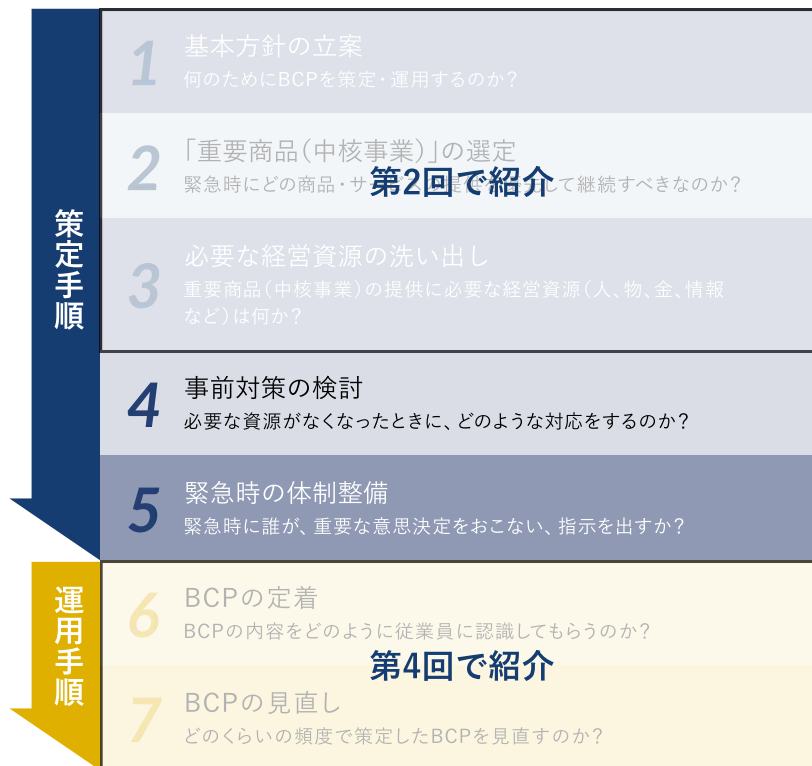 策定手順
1
基本方針の立案
何のためにBCPを策定・運用するのか?
2
「重要商品(中核事業)」の選定
緊急時にどの商品・サービスの提供を優先して継続すべきなのか?
第2回で紹介
3
必要な経営資源の洗い出し
重要商品(中核事業)の提供に必要な経営資源(人、物、金、情報
など)は何か?
4
事前対策の検討
必要な資源がなくなったときに、どのような対応をするのか?
5
緊急時の体制整備
緊急時に誰が、重要な意思決定をおこない、指示を出すか?
運用手順
6
BCPの定着
BCPの内容をどのように従業員に認識してもらうのか?
第4回で紹介
7
BCPの見直し
どのくらいの頻度で策定したBCPを見直すのか?